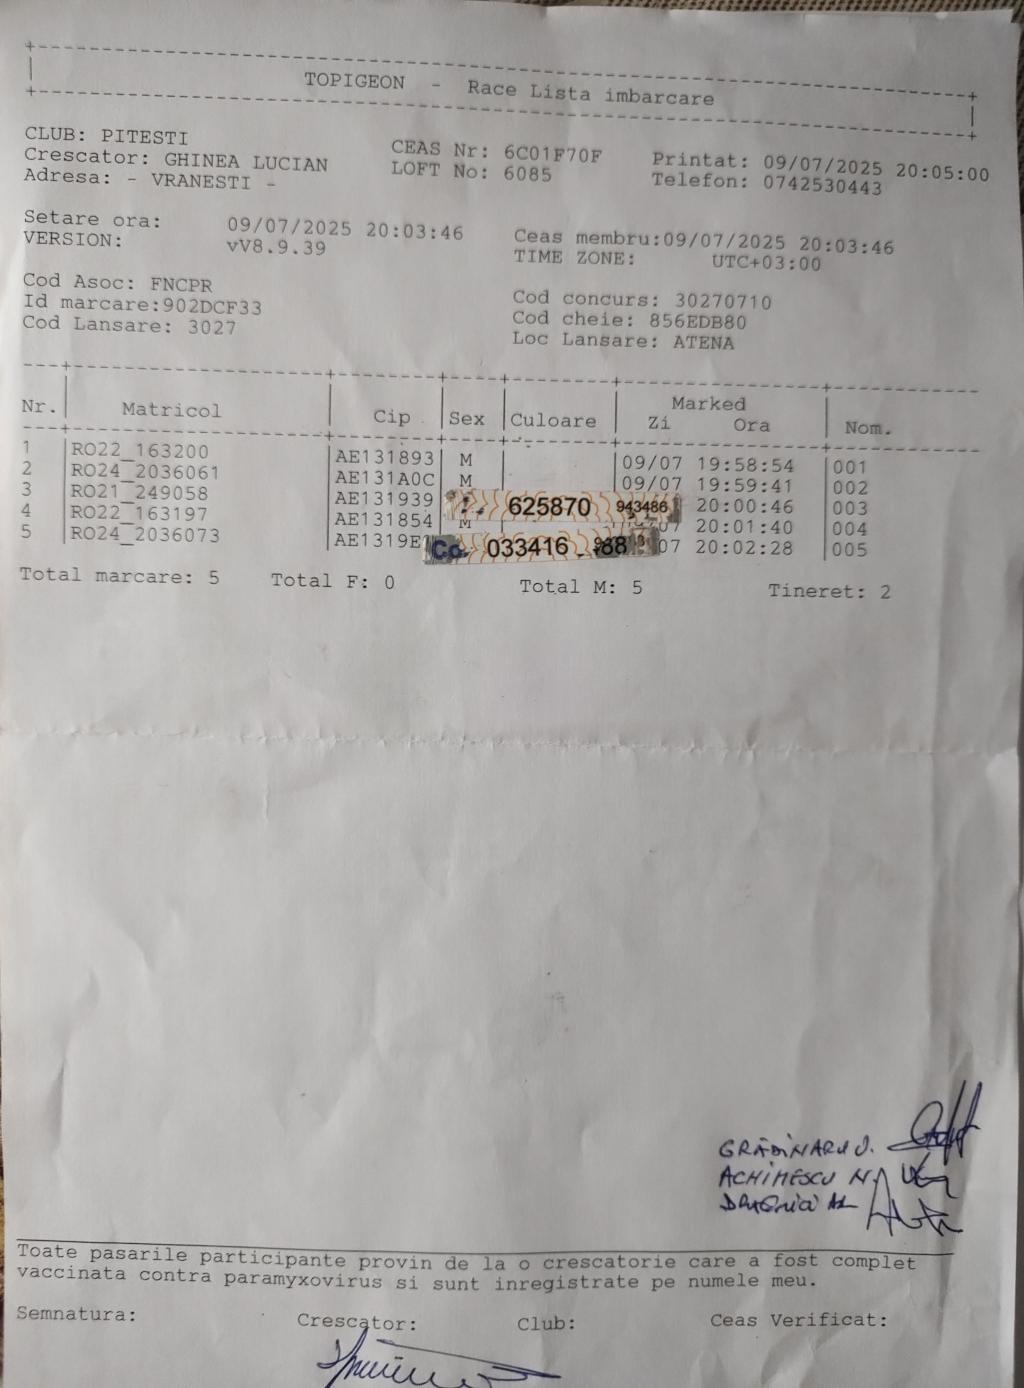 TOPIGEON - Race Lista imbarcare
CLUB: PITESTI
Crescator: GHINEA LUCIAN
Adresa: - VRANESTI -
CEAS Nr: 6C01F70F
LOFT No: 6085
Printat: 09/07/2025 20:05:00
Telefon: 0742530443
Setare ora: 09/07/2025 20:03:46
VERSION: vV8.9.39
Ceas membru:09/07/2025 20:03:46
TIME ZONE: UTC+03:00
Cod Asoc: FNCPR
Id marcare:902DCF33
Cod Lansare: 3027
Cod concurs: 30270710
Cod cheie: 856EDB80
Loc Lansare: ATENA
Marked
Nr. Matricol Cip Sex Culoare Zi Ora Nom.
1 RO22_163200 AE131893 M 09/07 19:58:54 001
2 RO24_2036061 AE131A0C M 09/07 19:59:41 002
3 RO21_249058 AE131939 625870 943486 20:00:46 003
4 RO22_163197 AE131854 M 07 20:01:40 004
5 RO24_2036073 AE1319E 033416 07 20:02:28 005
Total marcare: 5 Total F: 0 Total M: 5 Tineret: 2
GRĂDINARU
ACHIMESCU N.
Toate pasarile participante provin de la o crescatorie care a fost complet
vaccinata contra paramyxovirus si sunt inregistrate pe numele meu.
Semnatura: Crescator: Club: Ceas Verificat: